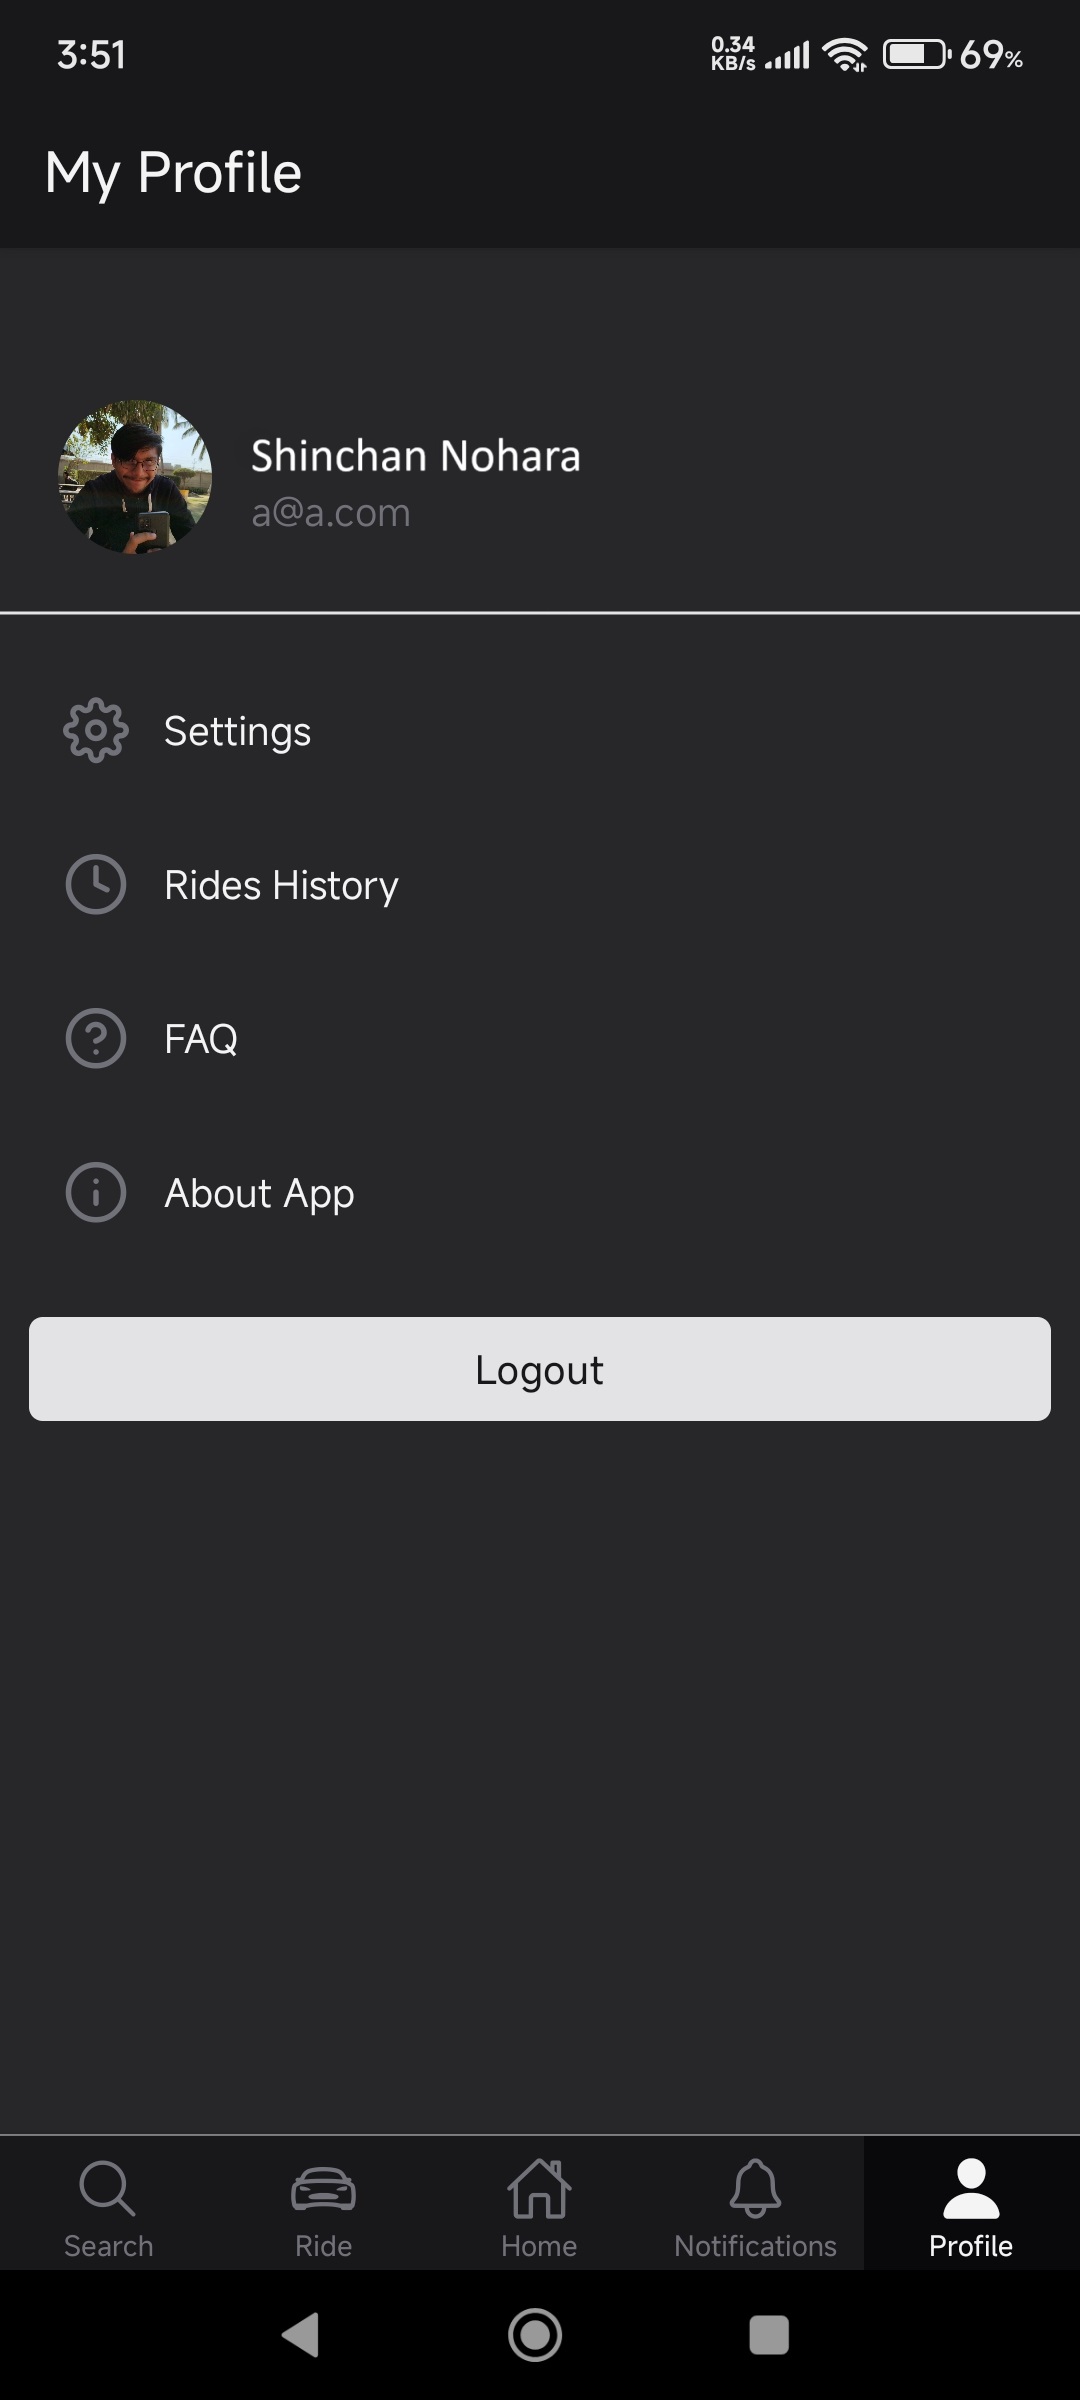 3:51
0.34
KB/s
69%
My Profile
Shinchan Nohara
a@a.com
Settings
Rides History
FAQ
About App
Logout
Search Ride Home Notifications Profile